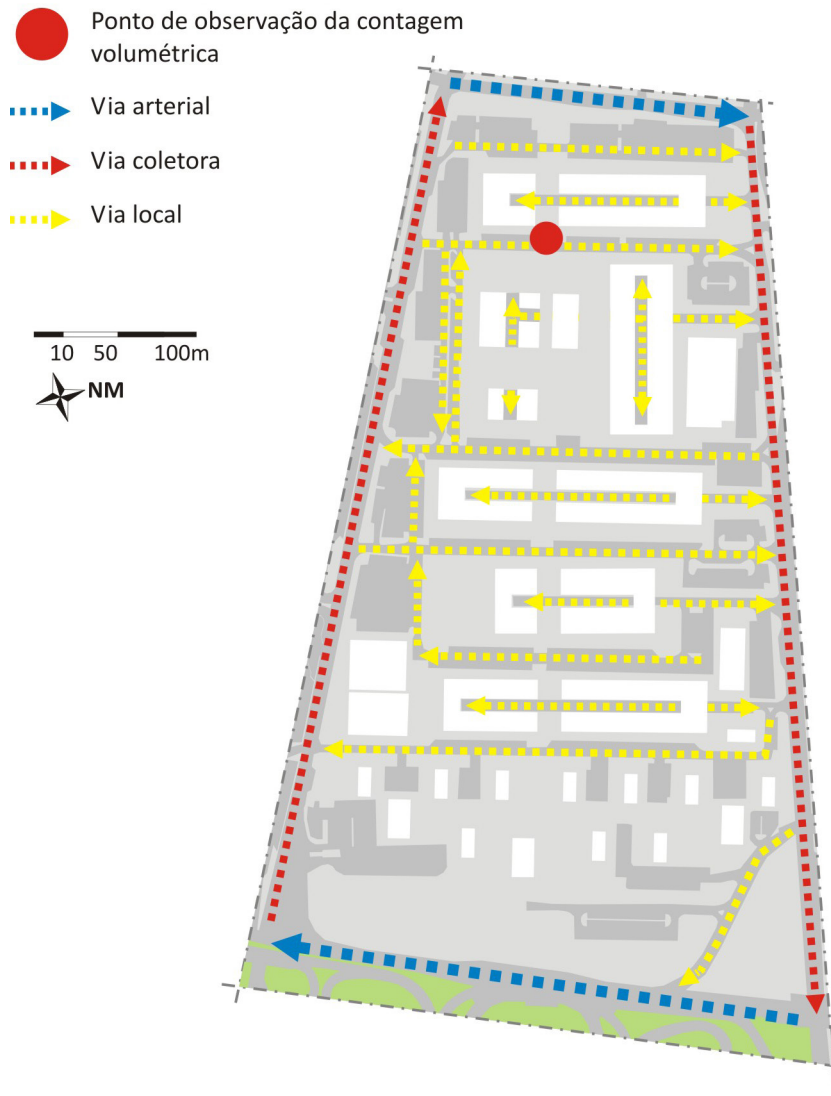 Ponto de observação da contagem
volumétrica
Via arterial
Via coletora
Via local
10 50 100m
NM